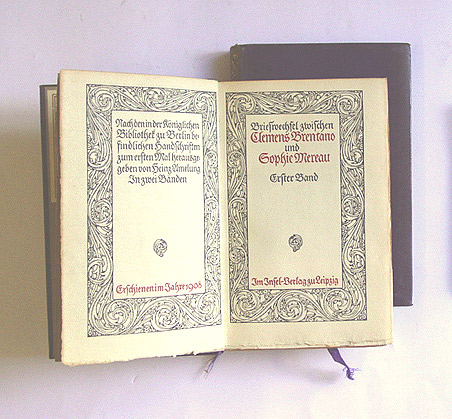 Nach den in der Königlichen
Bibliothek zu Berlin be-
findlichen Handschriften
zum ersten Mal herausge-
geben von Heinz Amelung
In zwei Bänden
Erschienen im Jahre 1908
Briefwechsel zwischen
Clemens Brentano
und
Sophie Mereau
Erster Band
Im Insel-Verlag zu Leipzig